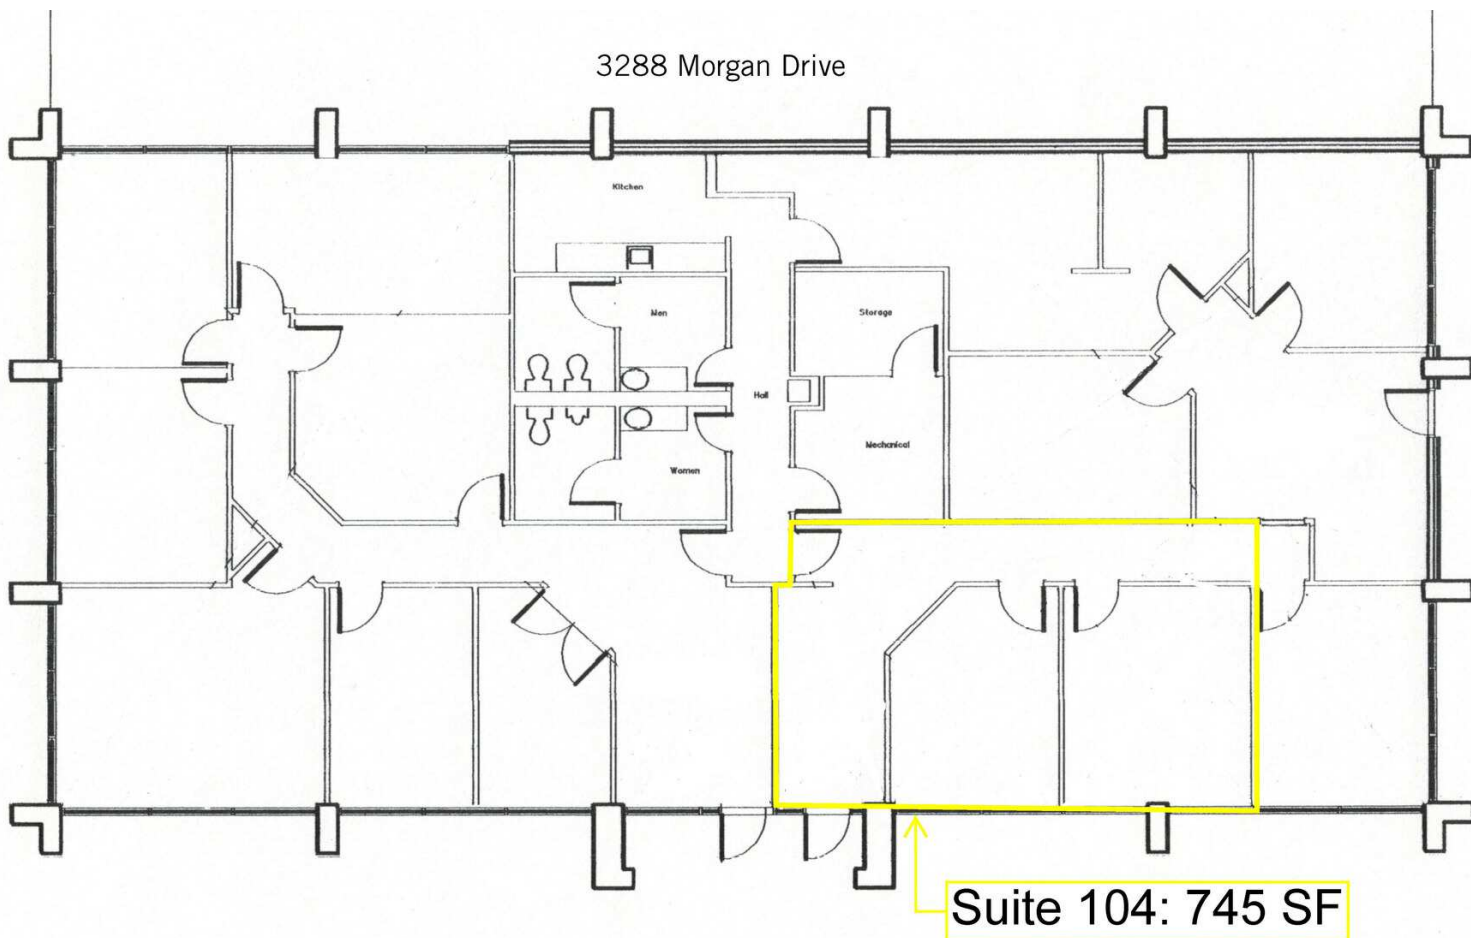 3288 Morgan Drive
Kitchen
Men
Storage
Hall
Mechanical
Women
Suite 104: 745 SF